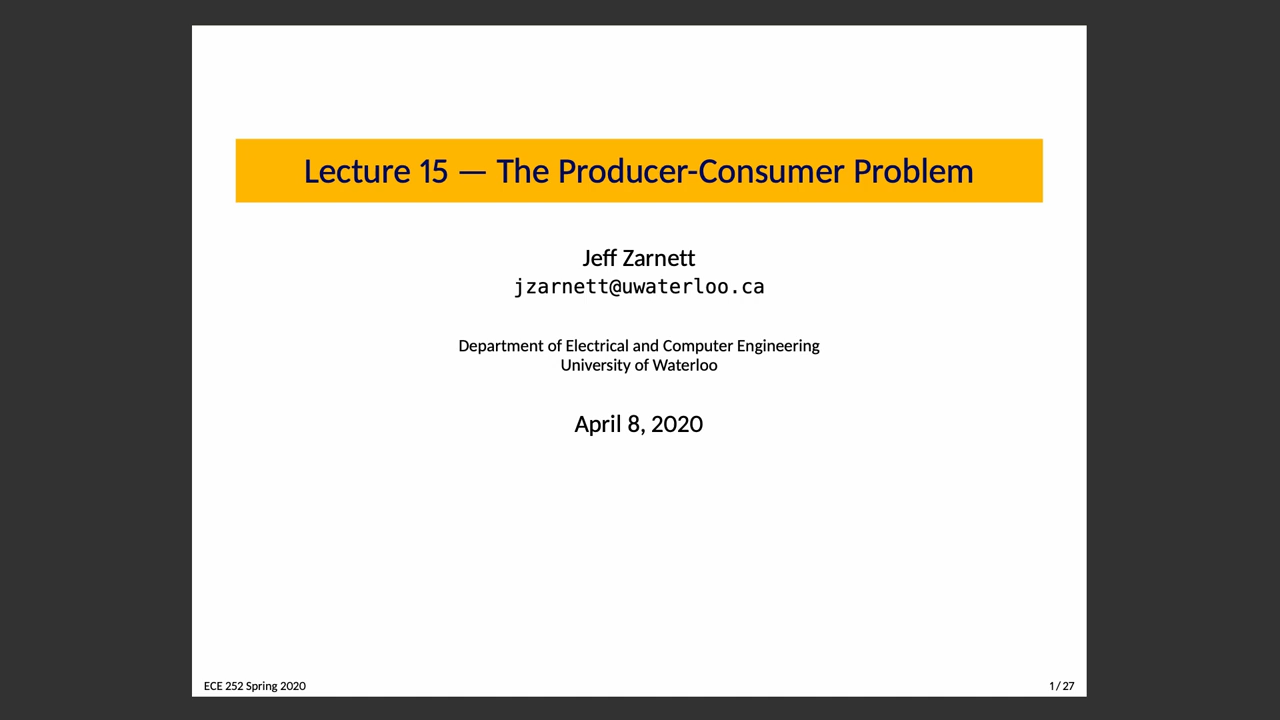 Lecture 15 — The Producer-Consumer Problem
Jeff Zarnett
jzarnett@uwaterloo.ca
Department of Electrical and Computer Engineering
University of Waterloo
April 8, 2020
ECE 252 Spring 2020
1 / 27